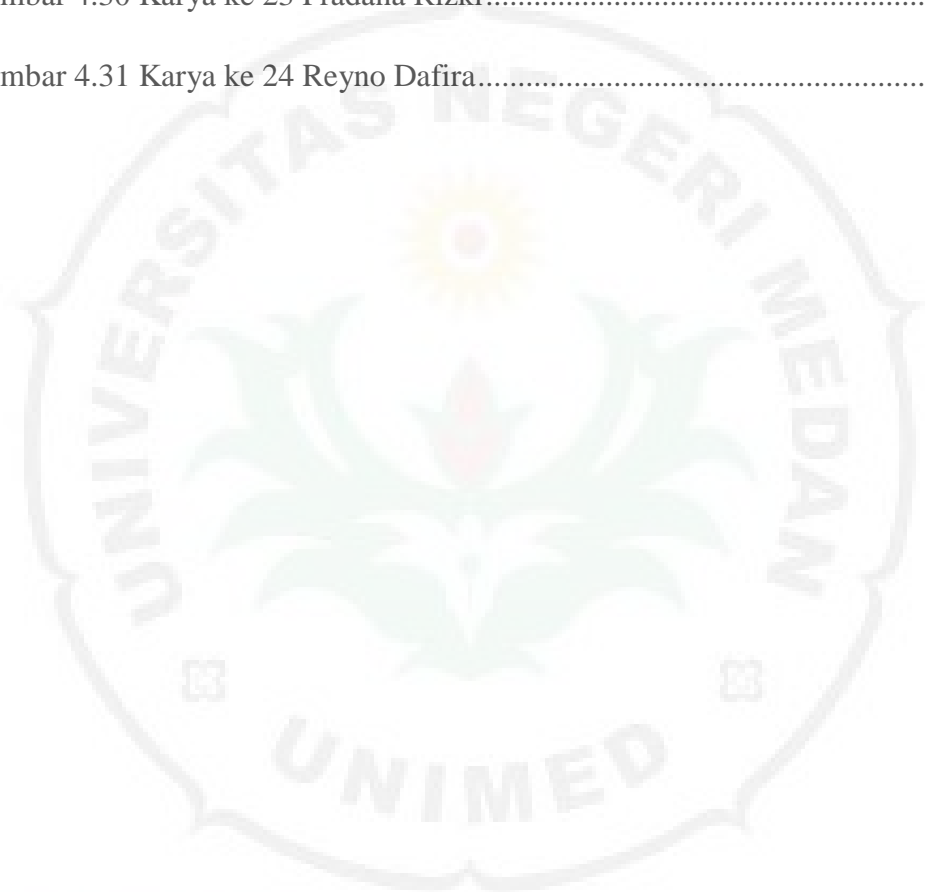 mbar 4.30 Karya ke 23 Pradana Rizki........................................................
mbar 4.31 Karya ke 24 Reyno Dafira.........................................................
UNIVERSITAS NEGERI MEDAN
UNIMED